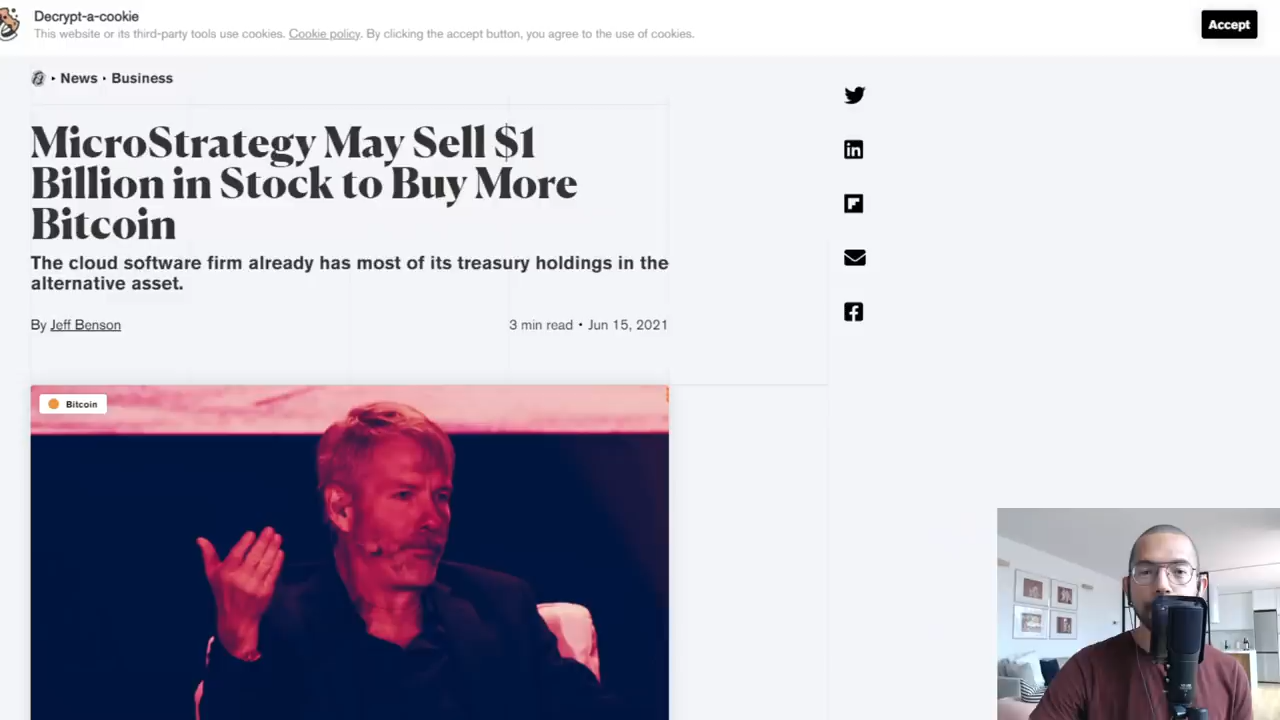 Decrypt-a-cookie
This website or its third-party tools use cookies. Cookie policy. By clicking the accept button, you agree to the use of cookies.
Accept
News
Business
MicroStrategy May Sell $1
Billion in Stock to Buy More
Bitcoin
The cloud software firm already has most of its treasury holdings in the
alternative asset.
By Jeff Benson
3 min read • Jun 15, 2021
Bitcoin